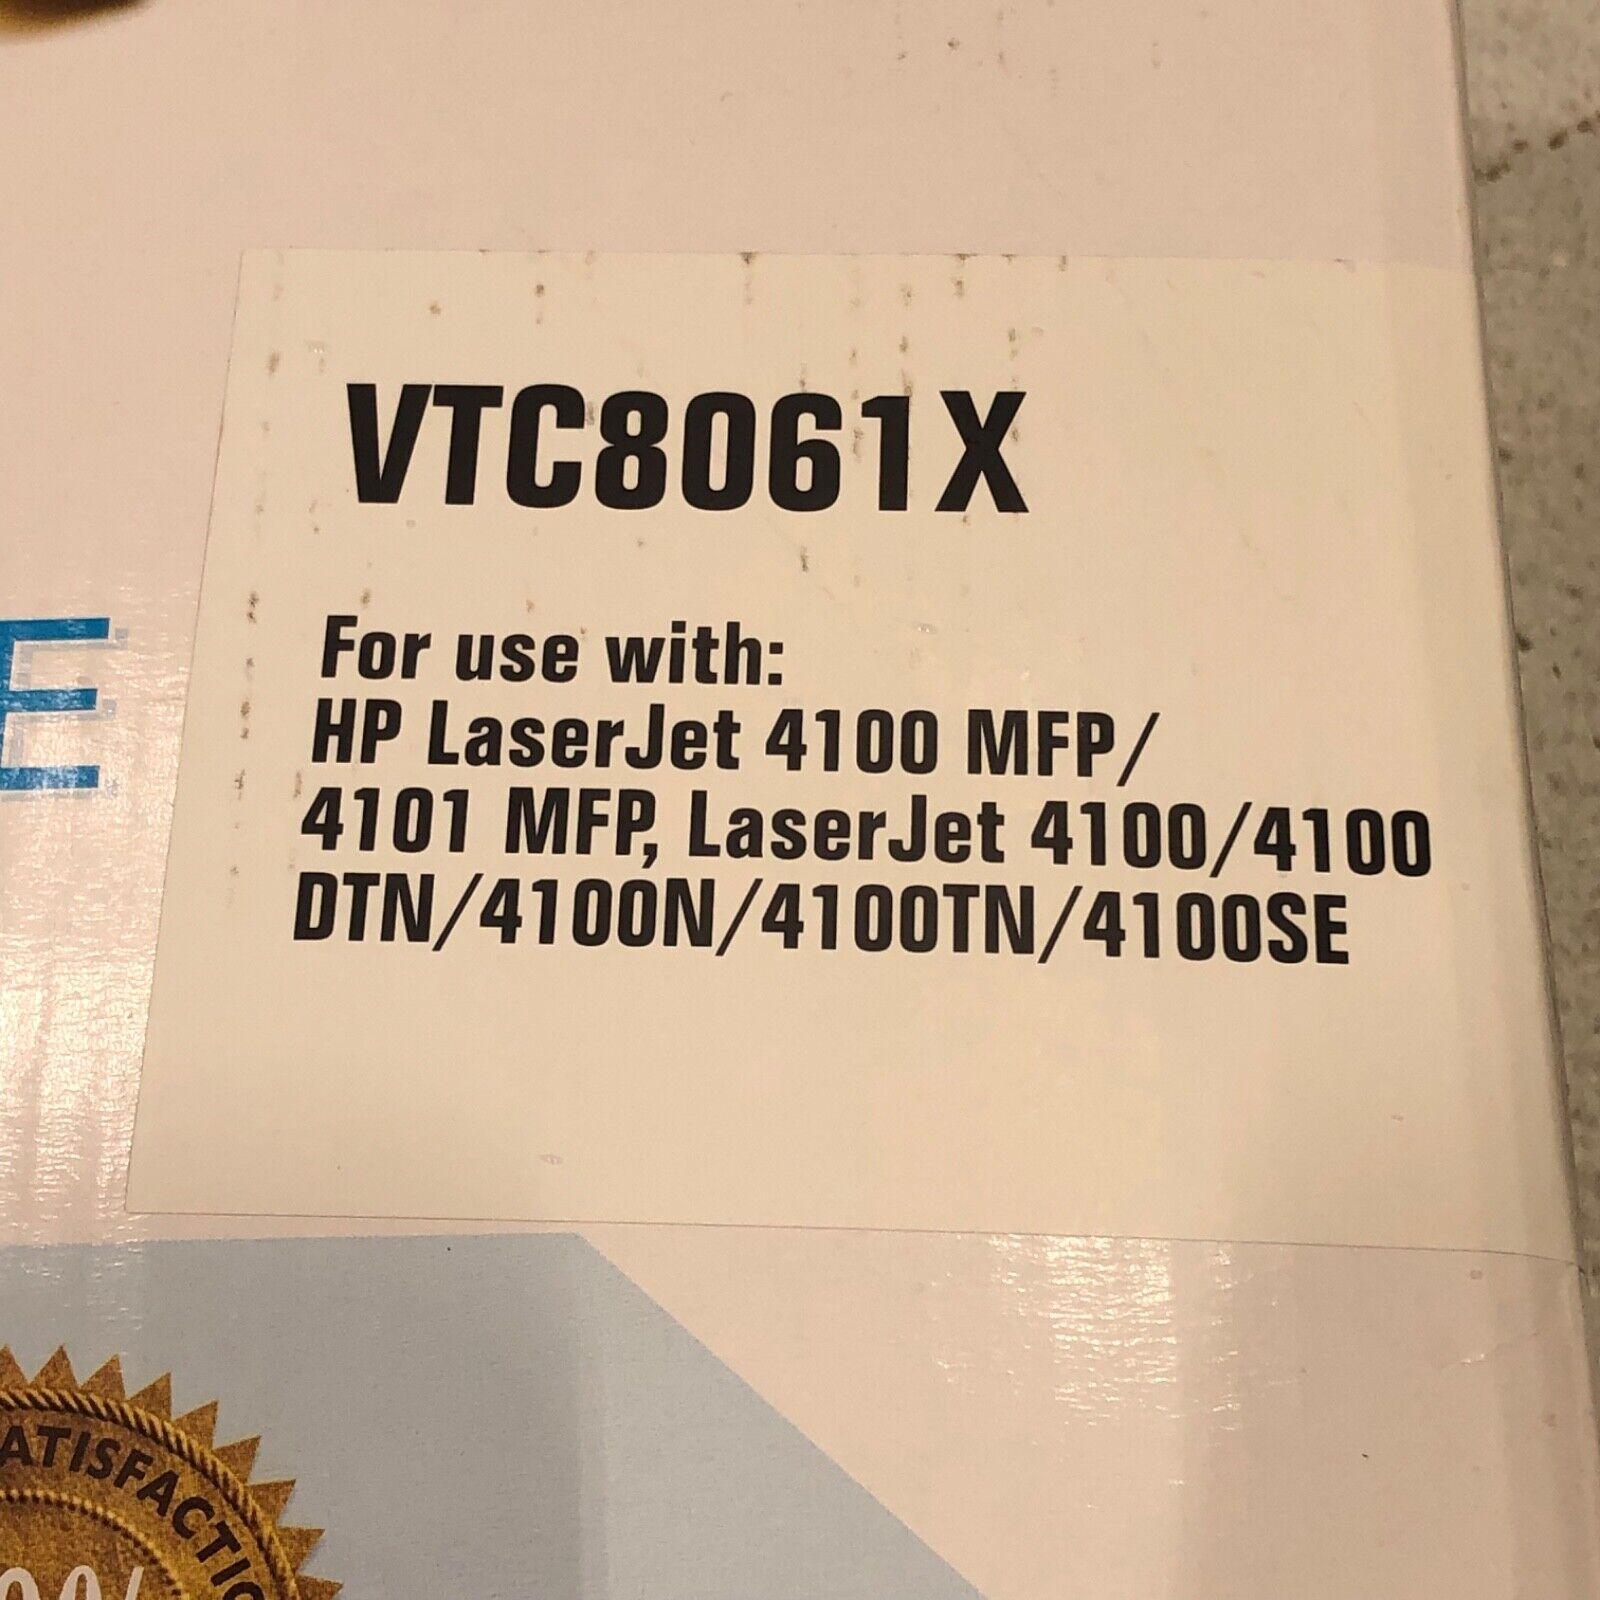 VTC8061X
For use with:
HP LaserJet 4100 MFP/
4101 MFP, LaserJet 4100/4100
DTN/4100N/4100TN/4100SE